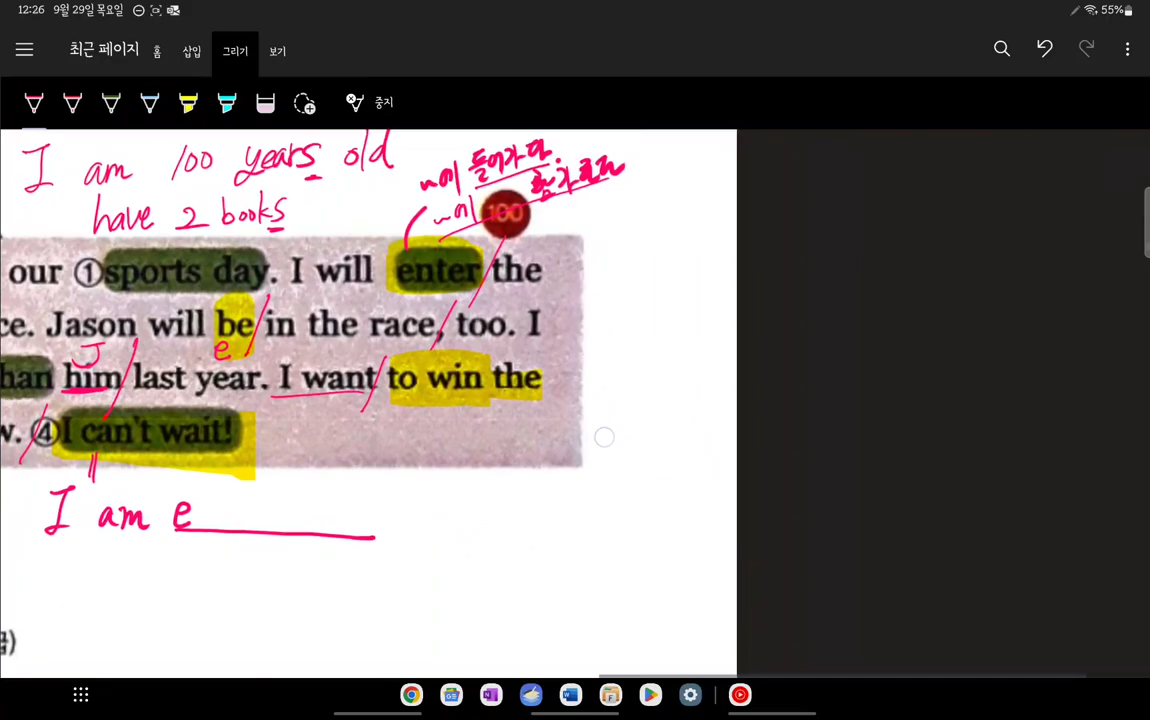 12:26 9월 29일 목요일 55%
최근 페이지 홈 삽입 그리기 보기
중지
I am 100 years old
~에 들어가다
have 2 books
~에 참가하다
100
our ①sports day. I will enter the
ce. Jason will be in the race, too. I
e
J
han him last year. I want to win the
w. ④I can't wait!
I am e